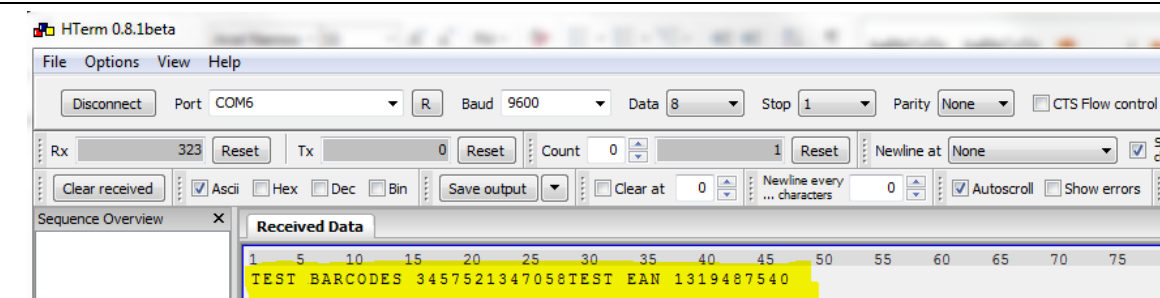 HTerm 0.8.1beta
File Options View Help
Disconnect Port COM6 R Baud 9600 Data 8 Stop 1 Parity None CTS Flow control
Rx 323 Reset Tx 0 Reset Count 0 1 Reset Newline at None
Clear received Ascii Hex Dec Bin Save output Clear at 0 Newline every ... characters 0 Autoscroll Show errors
Sequence Overview X Received Data
1 5 10 15 20 25 30 35 40 45 50 55 60 65 70 75
TEST BARCODES 3457521347058TEST EAN 1319487540